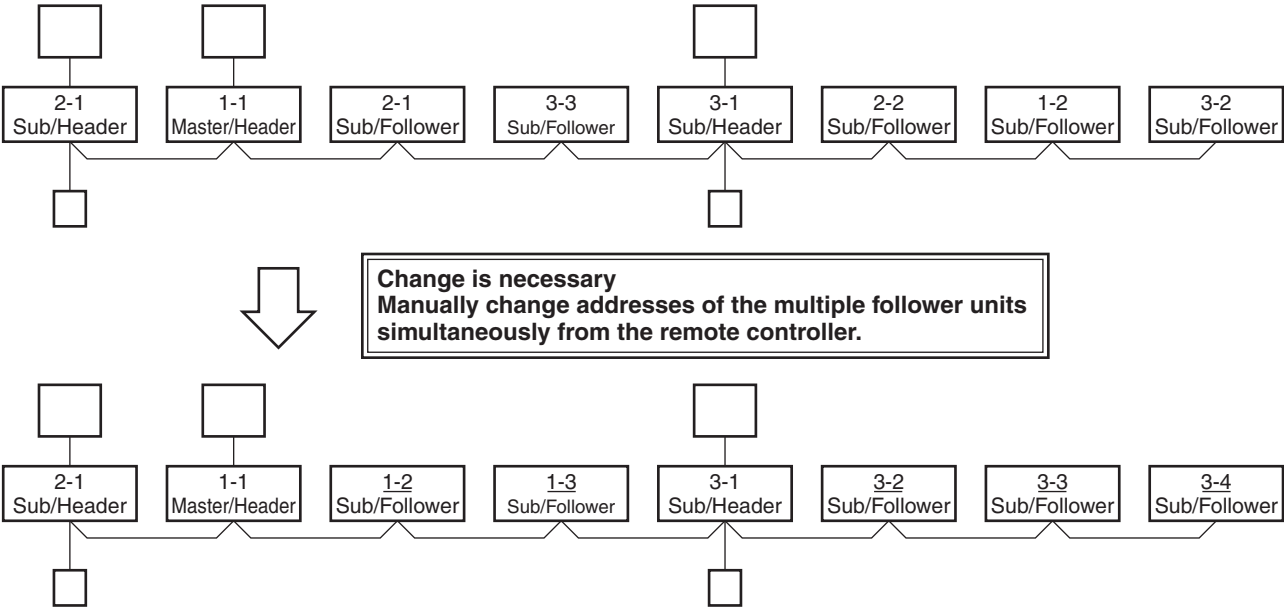 2-1 1-1 2-1 3-3 3-1 2-2 1-2 3-2
Sub/Header Master/Header Sub/Follower Sub/Follower Sub/Header Sub/Follower Sub/Follower Sub/Follower
Change is necessary
Manually change addresses of the multiple follower units
simultaneously from the remote controller.
2-1 1-1 1-2 1-3 3-1 3-2 3-3 3-4
Sub/Header Master/Header Sub/Follower Sub/Follower Sub/Header Sub/Follower Sub/Follower Sub/Follower